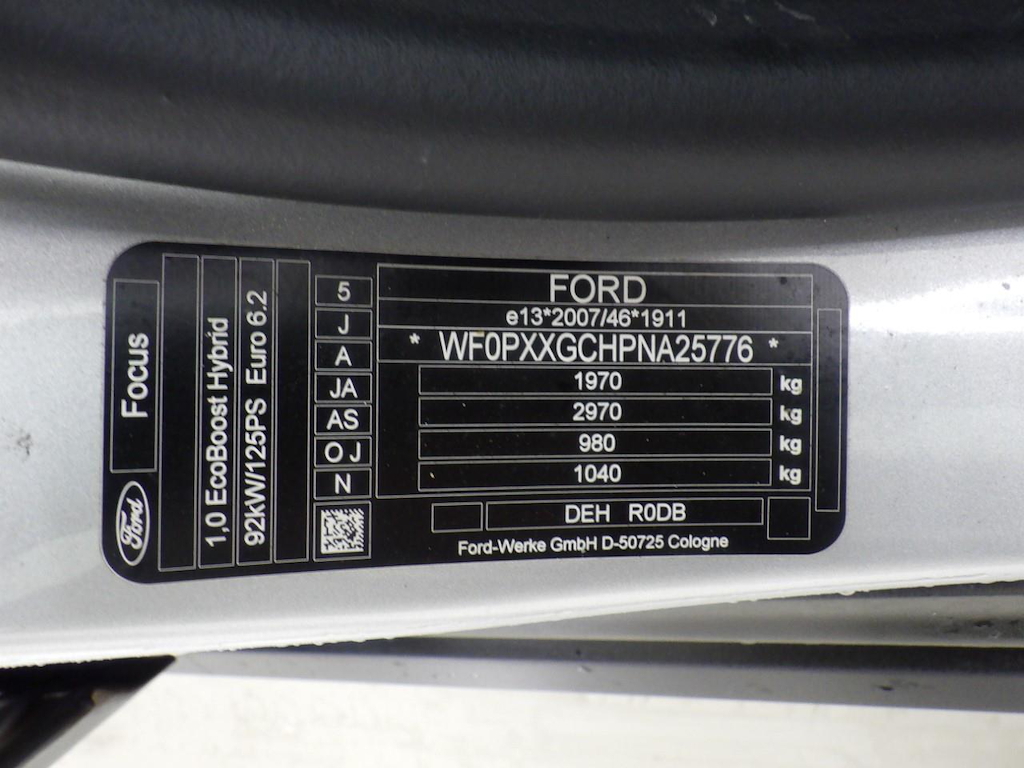 Focus
Ford
1,0 EcoBoost Hybrid
92kW/125PS Euro 6.2
5
J
A
JA
AS
O J
N
FORD
e13*2007/46*1911
* WF0PXXGCHPNA25776 *
1970 kg
2970 kg
980 kg
1040 kg
DEH R0DB
Ford-Werke GmbH D-50725 Cologne